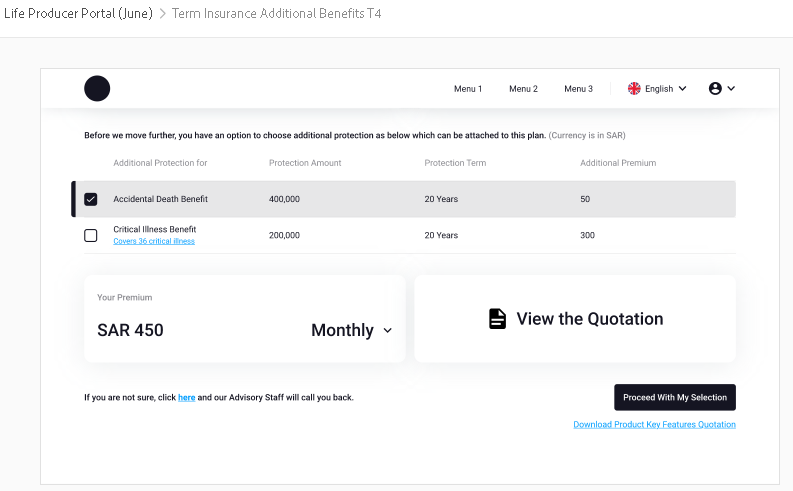 Life Producer Portal (June) > Term Insurance Additional Benefits T4
Menu 1 Menu 2 Menu 3 English
Before we move further, you have an option to choose additional protection as below which can be attached to this plan. (Currency is in SAR)
Additional Protection for Protection Amount Protection Term Additional Premium
Accidental Death Benefit 400,000 20 Years 50
Critical Illness Benefit 200,000 20 Years 300
Covers 36 critical illness
Your Premium
SAR 450 Monthly
View the Quotation
If you are not sure, click here and our Advisory Staff will call you back.
Proceed With My Selection
Download Product Key Features Quotation